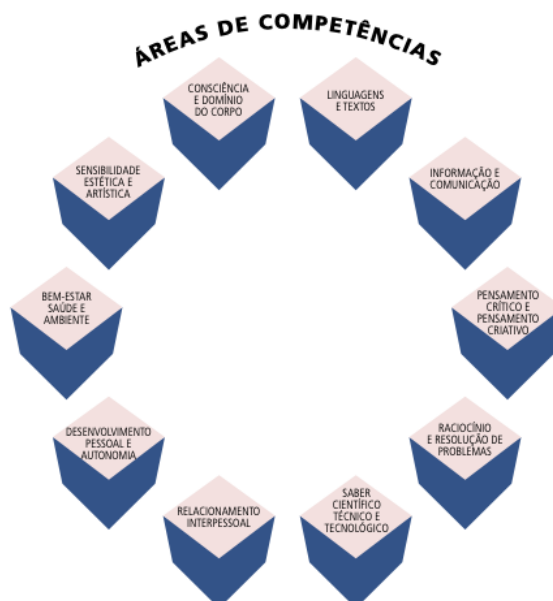 ÁREAS DE COMPETÊNCIAS
LINGUAGENS
E TEXTOS
INFORMAÇÃO E
COMUNICAÇÃO
PENSAMENTO
CRÍTICO E
PENSAMENTO
CRIATIVO
RACIOCÍNIO
E RESOLUÇÃO DE
PROBLEMAS
SABER
CIENTÍFICO
TÉCNICO E
TECNOLÓGICO
RELACIONAMENTO
INTERPESSOAL
DESENVOLVIMENTO
PESSOAL E
AUTONOMIA
BEM-ESTAR
SAÚDE E
AMBIENTE
SENSIBILIDADE
ESTÉTICA E
ARTÍSTICA
CONSCIÊNCIA
E DOMÍNIO
DO CORPO